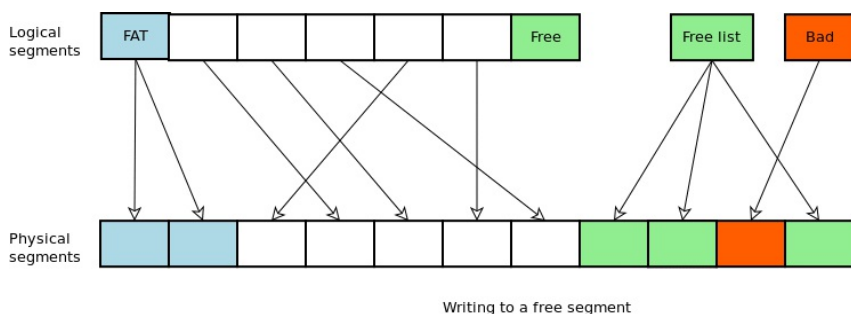 Logical
segments
FAT
Free
Free list
Bad
Physical
segments
Writing to a free segment